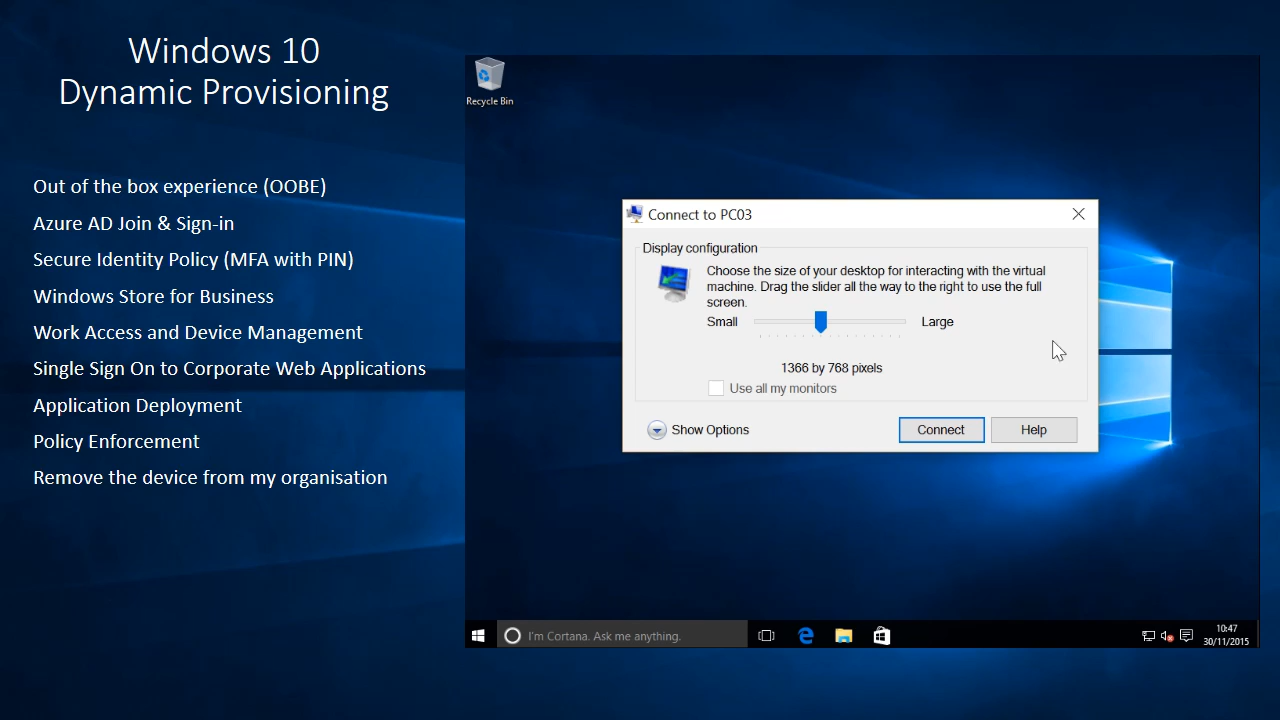 Windows 10
Dynamic Provisioning
Out of the box experience (OOBE)
Azure AD Join & Sign-in
Secure Identity Policy (MFA with PIN)
Windows Store for Business
Work Access and Device Management
Single Sign On to Corporate Web Applications
Application Deployment
Policy Enforcement
Remove the device from my organisation
Recycle Bin
Connect to PC03
Display configuration
Choose the size of your desktop for interacting with the virtual
machine. Drag the slider all the way to the right to use the full
screen.
Small Large
1366 by 768 pixels
Use all my monitors
Show Options Connect Help
I'm Cortana. Ask me anything.
10:47
30/11/2015